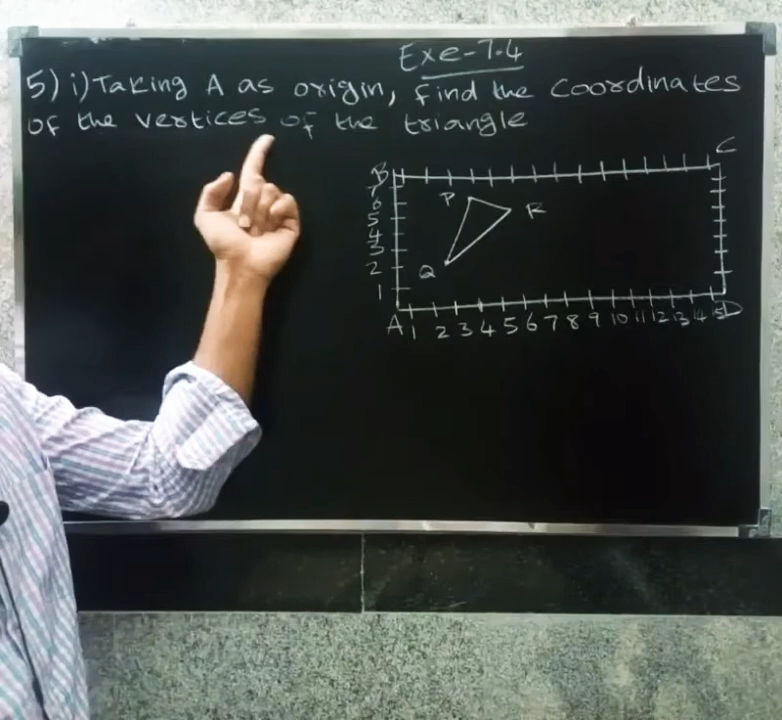 Exe-7.4
5) i) Taking A as origin, find the coordinates
of the vertices of the triangle
B C
P R
Q
7
6
5
4
3
2
1
A 1 2 3 4 5 6 7 8 9 10 11 12 13 14 15 D